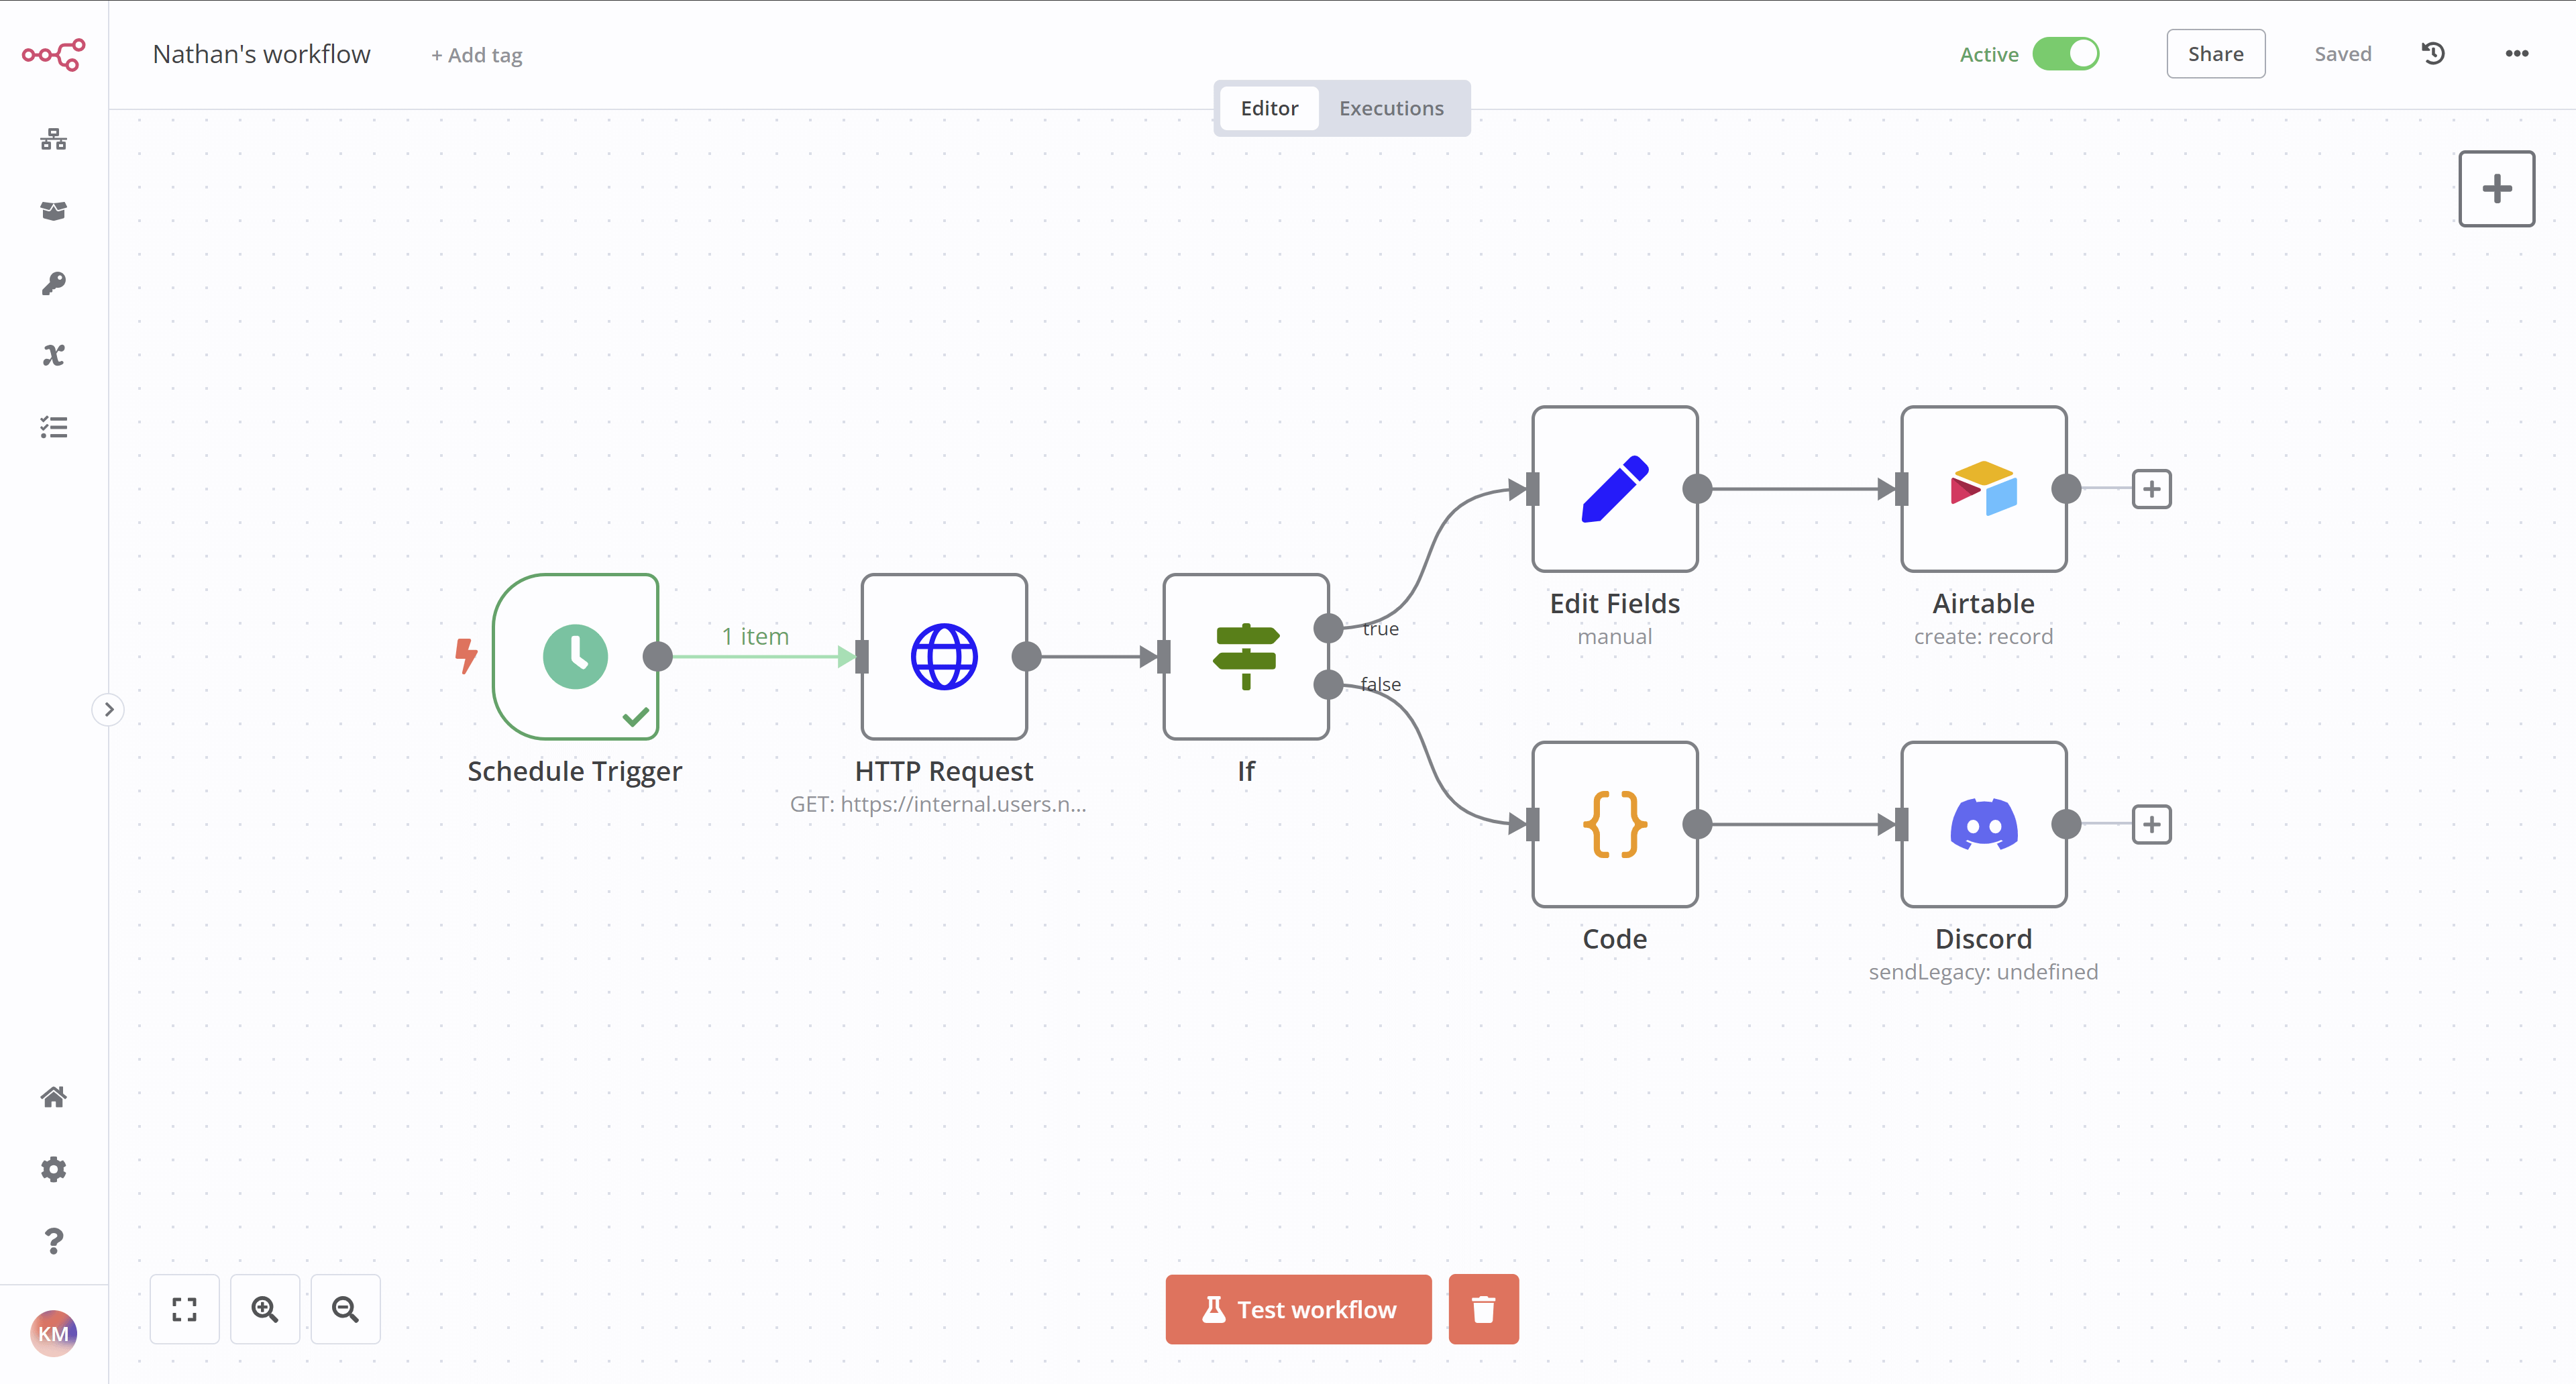 Nathan's workflow
+ Add tag
Active
Share
Saved
Editor
Executions
Edit Fields
manual
Airtable
create: record
1 item
true
false
Schedule Trigger
HTTP Request
GET: https://internal.users.n...
If
Code
Discord
sendLegacy: undefined
Test workflow
KM